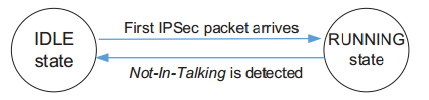 IDLE
state
First IPSec packet arrives
Not-In-Talking is detected
RUNNING
state